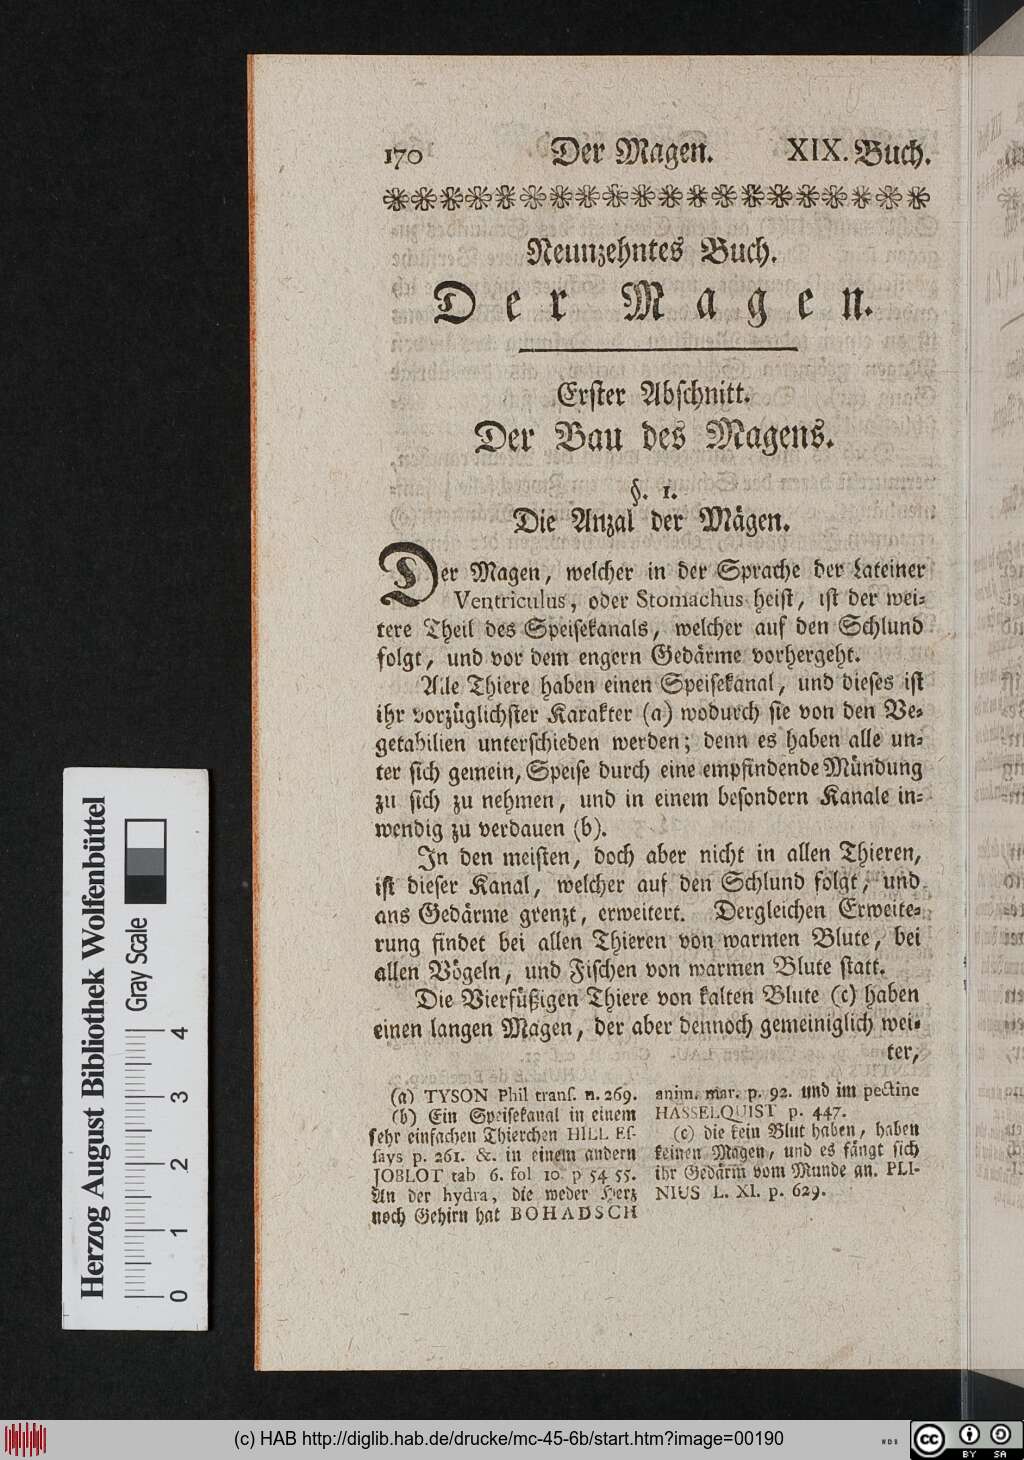 170 Der Magen. XIX. Buch.
Neunzehntes Buch.
Der Magen.
Erster Abschnitt.
Der Bau des Magens.
§. 1.
Die Anzal der Mägen.
Der Magen, welcher in der Sprache der Lateiner
Ventriculus, oder Stomachus heist, ist der wei-
tere Theil des Speisekanals, welcher auf den Schlund
folgt, und vor dem engern Gedärme vorhergeht.
Alle Thiere haben einen Speisekanal, und dieses ist
ihr vorzüglichster Karakter (a) wodurch sie von den Ve-
getabilien unterschieden werden; denn es haben alle un-
ter sich gemein, Speise durch eine empfindende Mündung
zu sich zu nehmen, und in einem besondern Kanale in-
wendig zu verdauen (b).
In den meisten, doch aber nicht in allen Thieren,
ist dieser Kanal, welcher auf den Schlund folgt, und
ans Gedärme grenzt, erweitert. Dergleichen Erweite-
rung findet bei allen Thieren von warmen Blute, bei
allen Vögeln, und Fischen von warmen Blute statt.
Die Vierfüßigen Thiere von kalten Blute (c) haben
einen langen Magen, der aber dennoch gemeiniglich wei-
ter,
(a) TYSON Phil transf. n. 269.
(b) Ein Speisekanal in einem
sehr einfachen Thierchen HILL Es-
says p. 261. &. in einem andern
JOBLOT tab 6. fol 10. p 54 55.
An der hydra, die weder Herz
noch Gehirn hat BOHADSCH
anim. mar. p. 92. und im pectine
HASSELQUIST p. 447.
(c) die kein Blut haben, haben
keinen Magen, und es fängt sich
ihr Gedärm vom Munde an. PLI-
NIUS L. XI. p. 629.
Herzog August Bibliothek Wolfenbüttel
Gray Scale
0 1 2 3 4
(c) HAB http://diglib.hab.de/drucke/mc-45-6b/start.htm?image=00190
WDB
cc BY SA